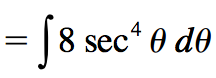 = ∫ 8 sec⁴ θ dθ